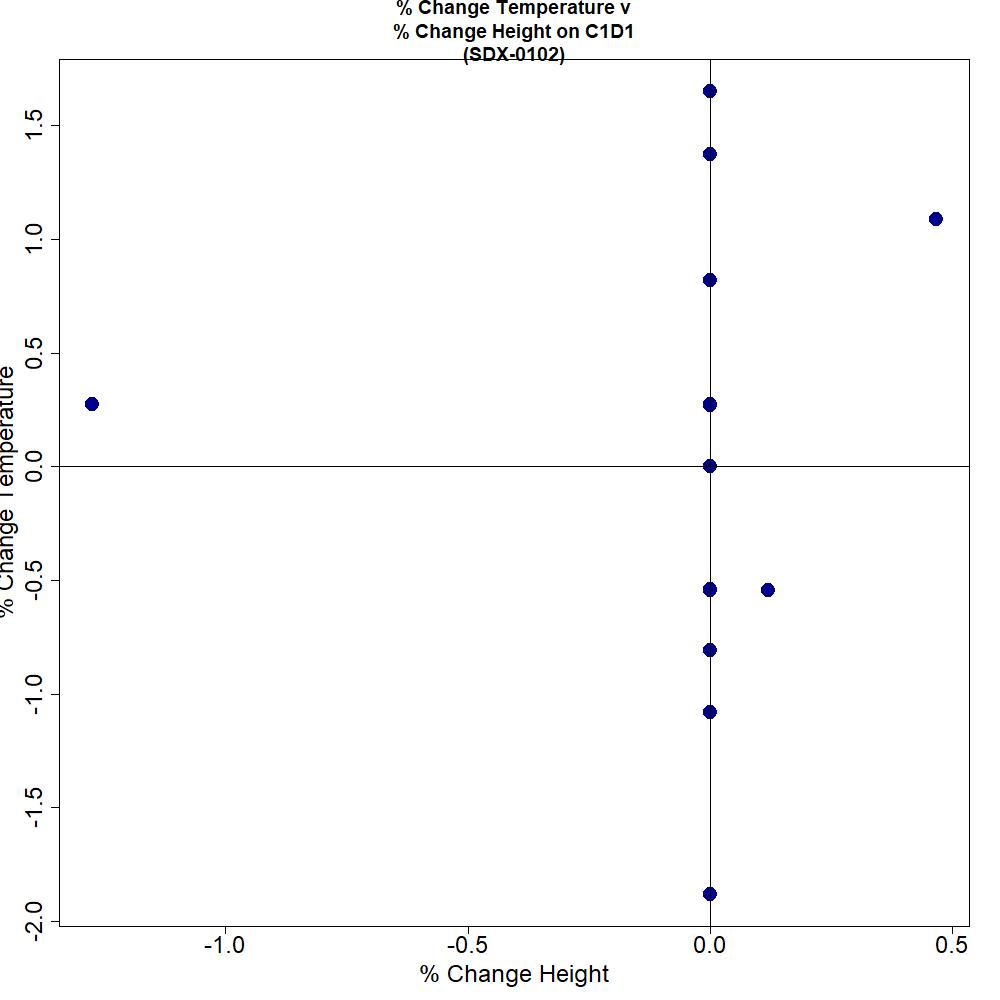 % Change Temperature v
% Change Height on C1D1
(SDX-0102)
% Change Temperature
1.5
1.0
0.5
0.0
-0.5
-1.0
-1.5
-2.0
-1.0
-0.5
0.0
0.5
% Change Height